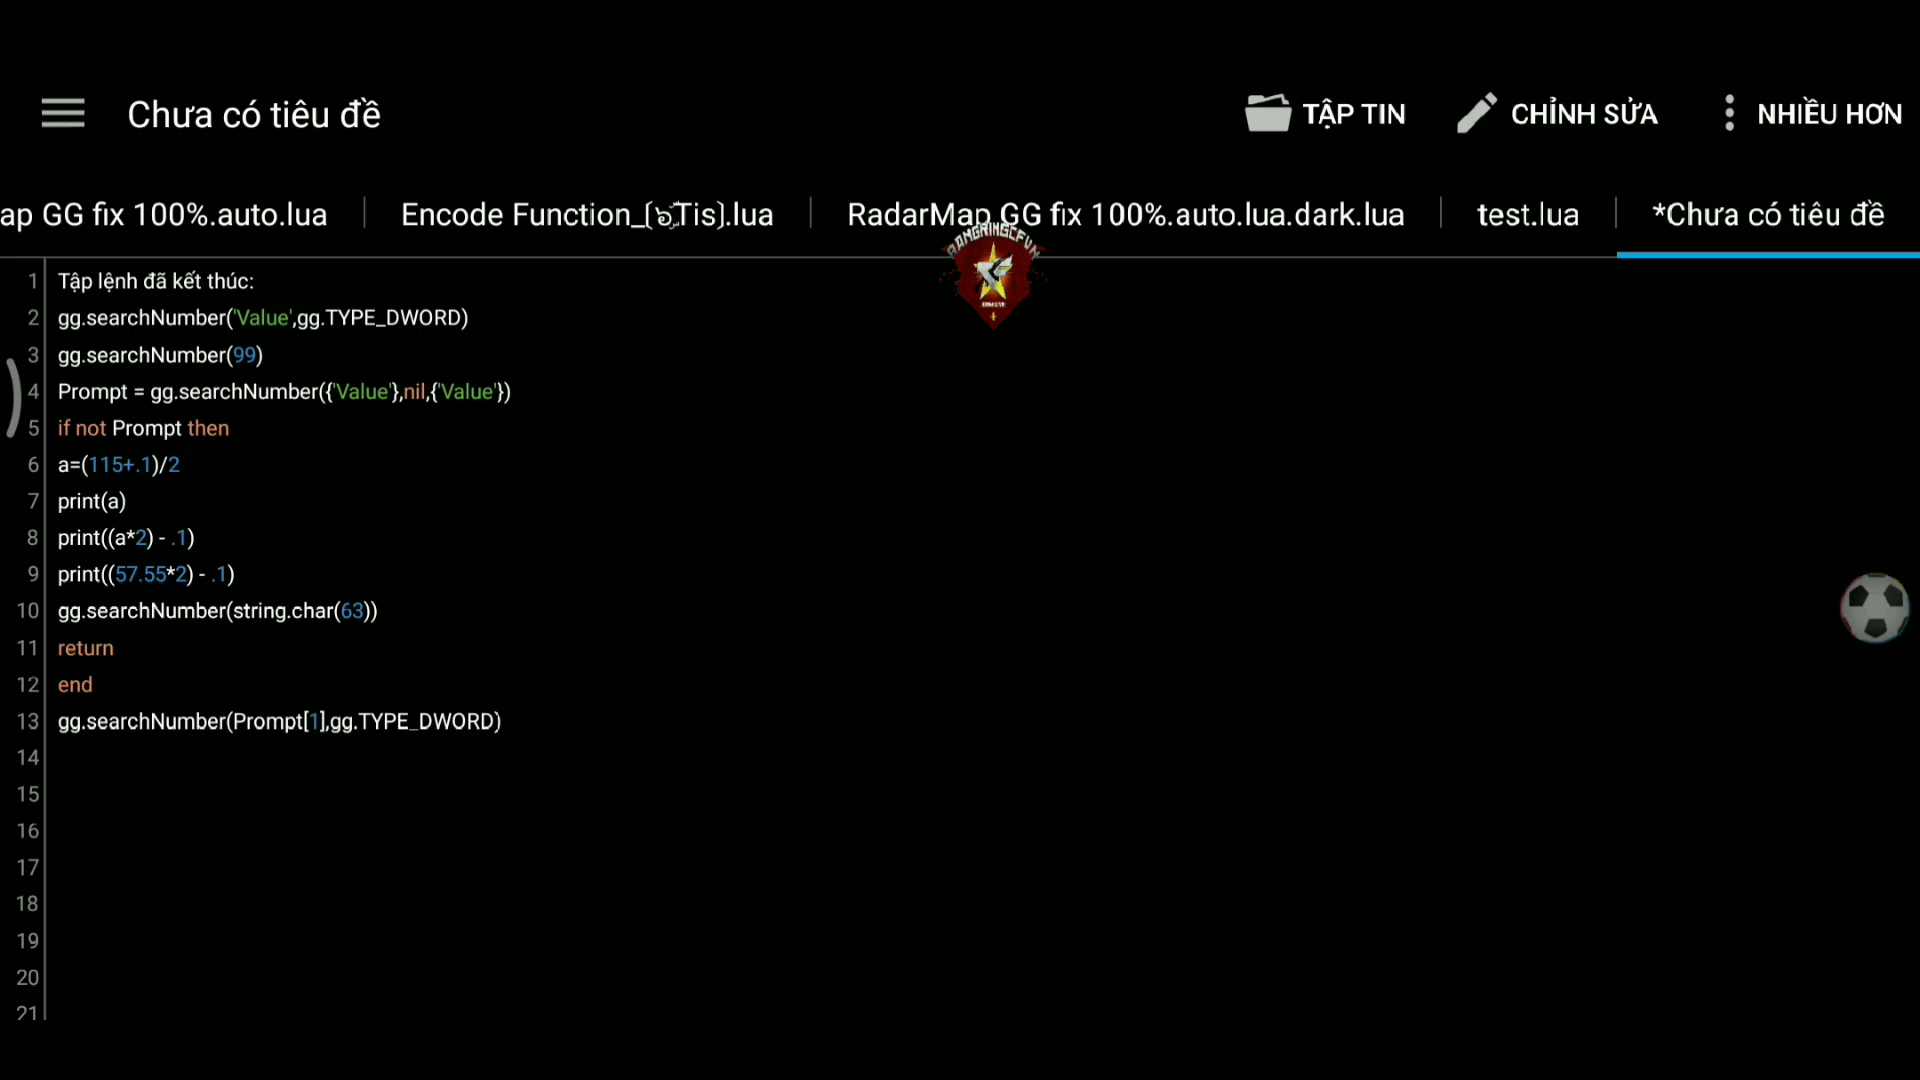 Chưa có tiêu đề
TẬP TIN
CHỈNH SỬA
NHIỀU HƠN
ap GG fix 100%.auto.lua
RadarMap GG fix 100%.auto.lua.dark.lua
test.lua
*Chưa có tiêu đề
1 Tập lệnh đã kết thúc:
2 gg.searchNumber('Value',gg.TYPE_DWORD)
3 gg.searchNumber(99)
4 Prompt = gg.searchNumber({'Value'},nil,{'Value'})
5 if not Prompt then
6 a=(115+.1)/2
7 print(a)
8 print((a*2) - .1)
9 print((57.55*2) - .1)
10 gg.searchNumber(string.char(63))
11 return
12 end
13 gg.searchNumber(Prompt[1],gg.TYPE_DWORD)
14
15
16
17
18
19
20
21